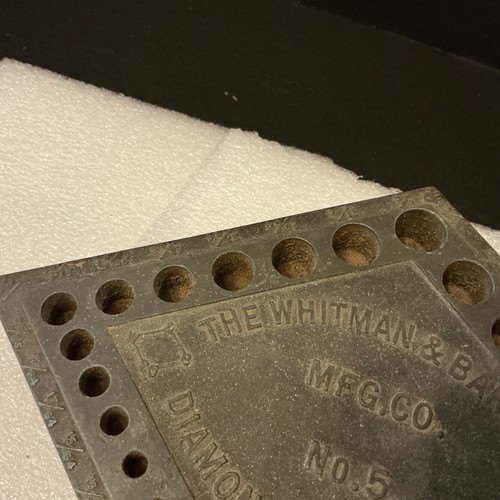 THE WHITMAN & BA
MFG. CO.
No. 5
DIAMON